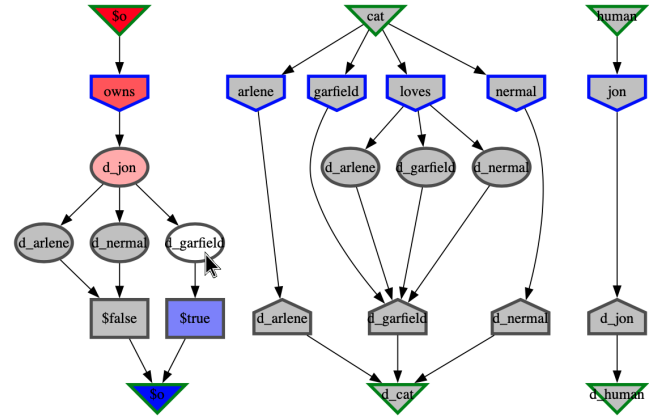 $o cat human
owns arlene garfield loves nermal jon
d_jon d_arlene d_garfield d_nermal
d_arlene d_nermal d_garfield
$false $true d_arlene d_garfield d_nermal d_jon
$o d_cat d_human